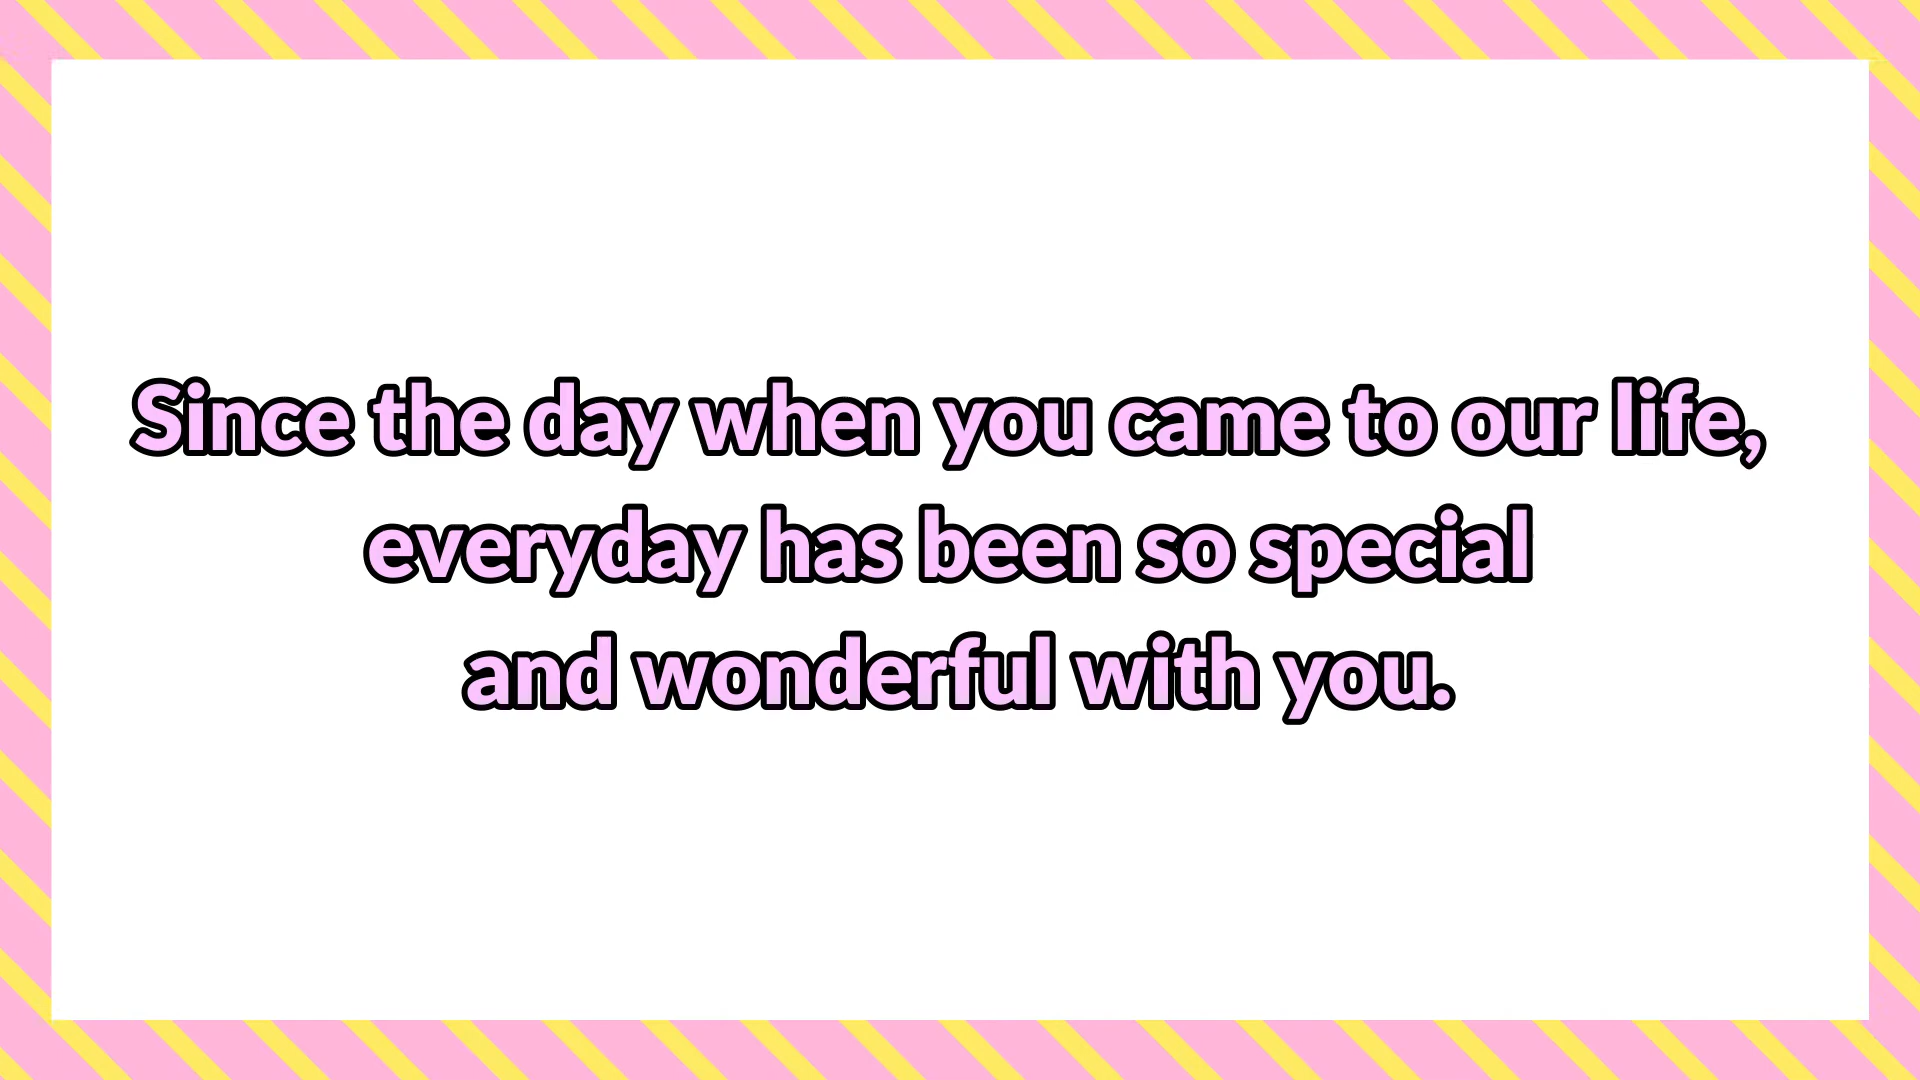 Since the day when you came to our life,
everyday has been so special
and wonderful with you.